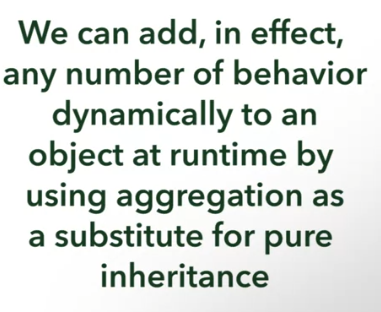 We can add, in effect,
any number of behavior
dynamically to an
object at runtime by
using aggregation as
a substitute for pure
inheritance